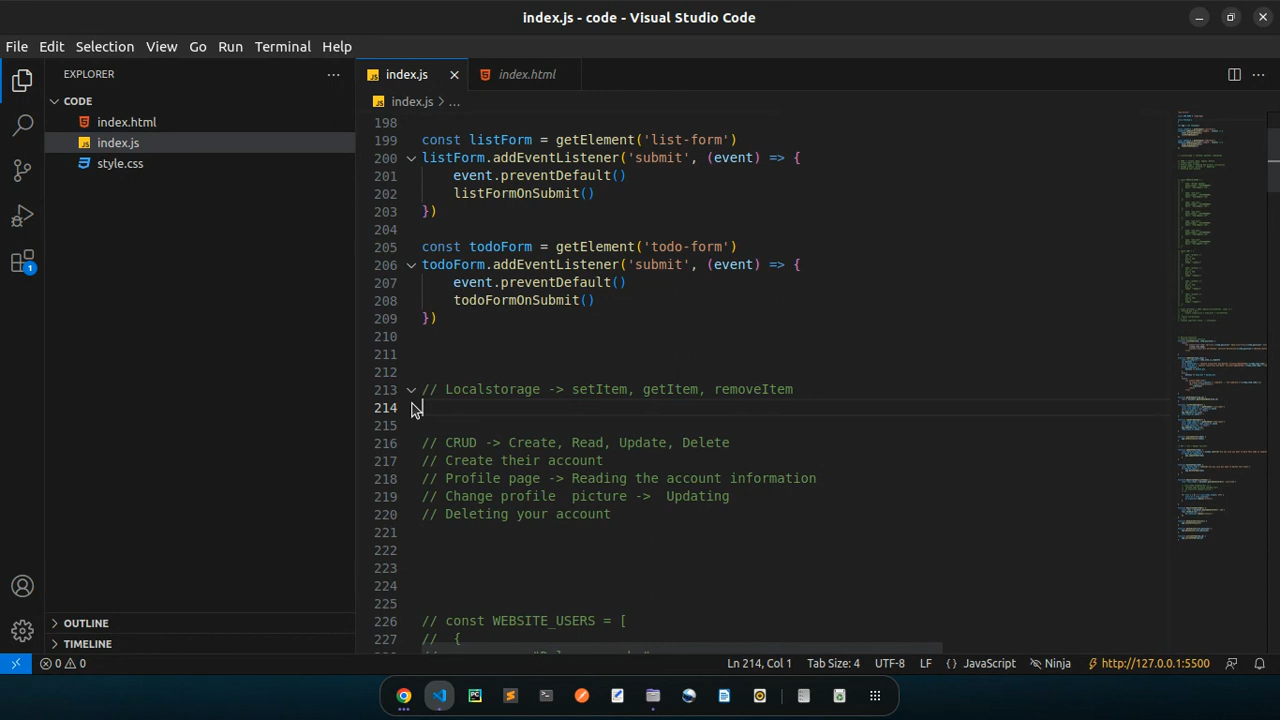 index.js - code - Visual Studio Code
File Edit Selection View Go Run Terminal Help
EXPLORER
index.js
index.html
CODE
index.js > ...
index.html
index.js
style.css
198
199 const listForm = getElement('list-form')
200 listForm.addEventListener('submit', (event) => {
201 event.preventDefault()
202 listFormOnSubmit()
203 })
204
205 const todoForm = getElement('todo-form')
206 todoForm.addEventListener('submit', (event) => {
207 event.preventDefault()
208 todoFormOnSubmit()
209 })
210
211
212
213 // Localstorage -> setItem, getItem, removeItem
214
215
216 // CRUD -> Create, Read, Update, Delete
217 // Create their account
218 // Profile page -> Reading the account information
219 // Change profile  picture ->  Updating
220 // Deleting your account
221
222
223
224
225
226 // const WEBSITE_USERS = [
227 //  {
OUTLINE
TIMELINE
1
0 0 Ln 214, Col 1 Tab Size: 4 UTF-8 LF {} JavaScript Ninja http://127.0.0.1:5500